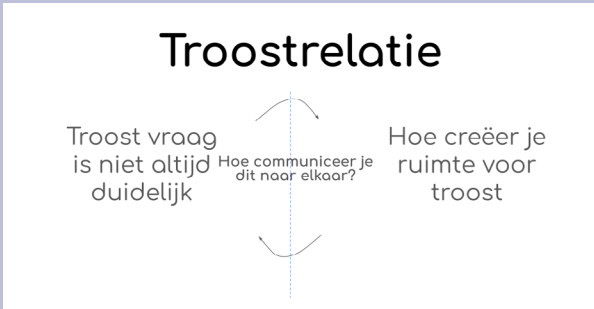 Troostrelatie
Troost vraag
is niet altijd
duidelijk
Hoe communiceer je
dit naar elkaar?
Hoe creëer je
ruimte voor
troost